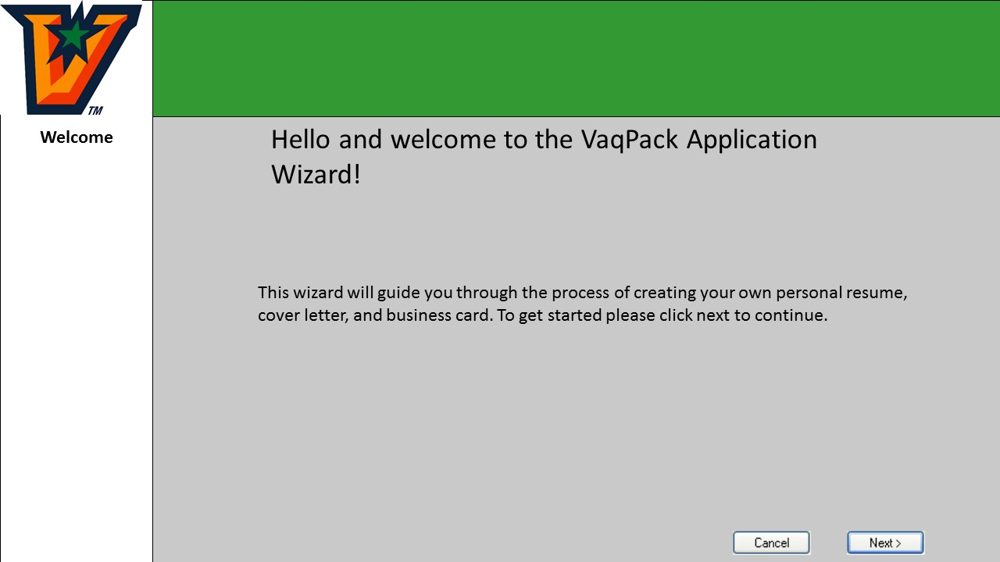 TM
Welcome
Hello and welcome to the VaqPack Application
Wizard!
This wizard will guide you through the process of creating your own personal resume,
cover letter, and business card. To get started please click next to continue.
Cancel
Next >